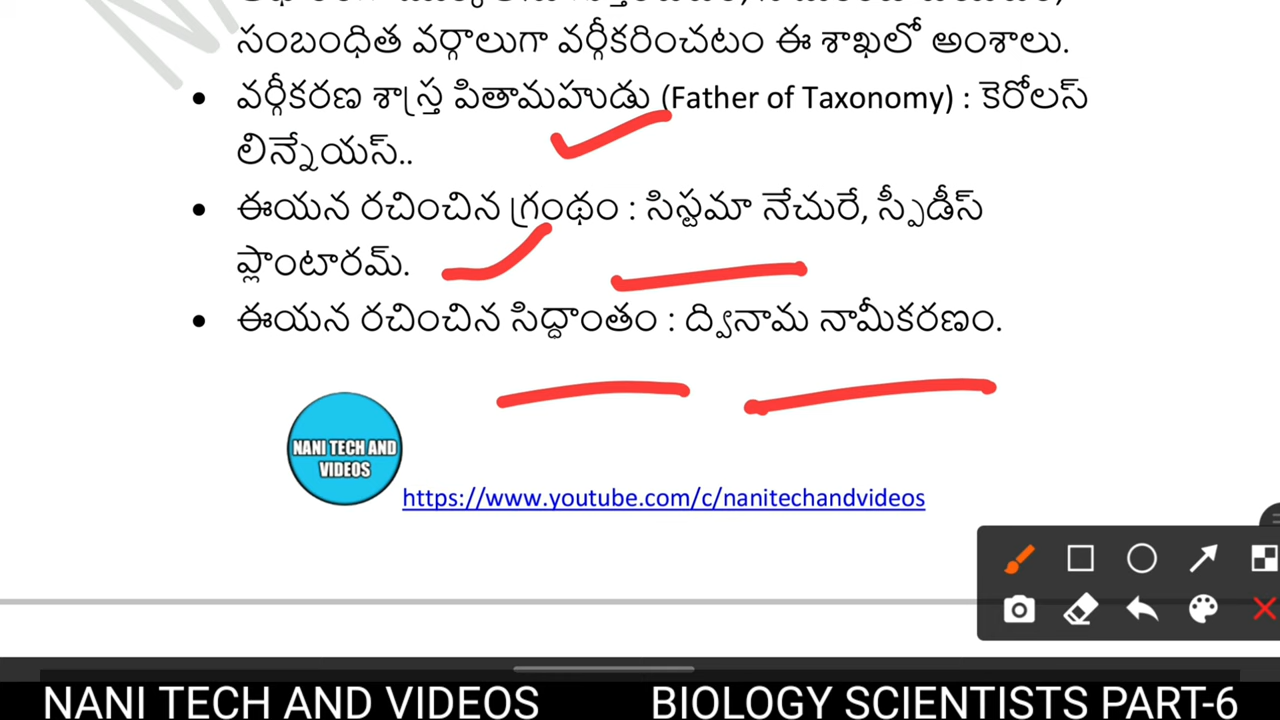 సంబంధిత వర్గాలుగా వర్గీకరించటం ఈ శాఖలో అంశాలు.
• వర్గీకరణ శాస్త్ర పితామహుడు (Father of Taxonomy) : కెరోలస్
లిన్నేయస్..
• ఈయన రచించిన గ్రంథం : సిస్టమా నేచురే, స్పీడీస్
ప్లాంటారమ్.
• ఈయన రచించిన సిద్ధాంతం : ద్వినామ నామీకరణం.
NANI TECH AND
VIDEOS
https://www.youtube.com/c/nanitechandvideos
NANI TECH AND VIDEOS BIOLOGY SCIENTISTS PART-6